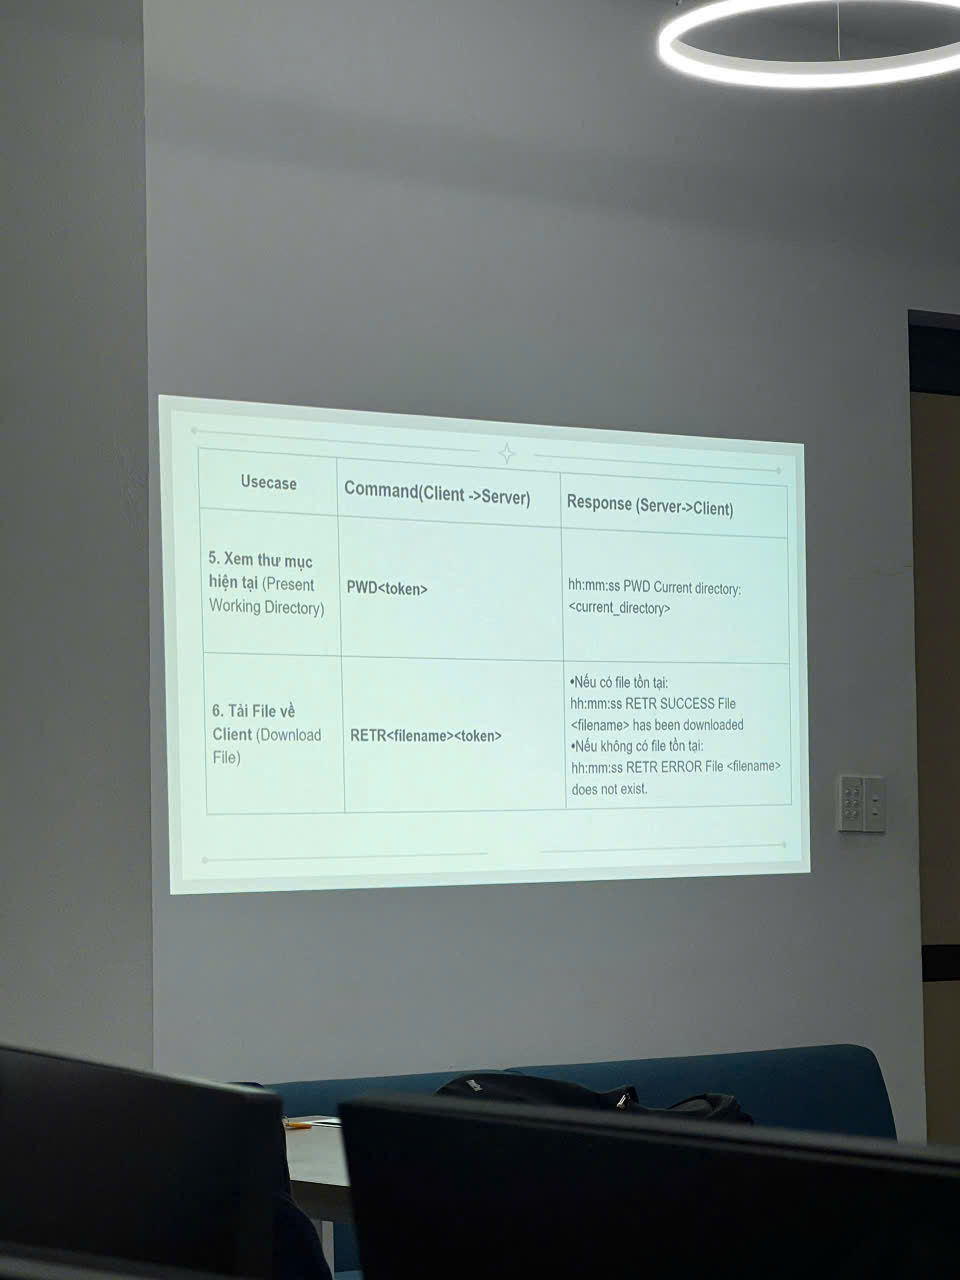 Usecase
Command(Client ->Server)
Response (Server->Client)
5. Xem thư mục
hiện tại (Present
Working Directory)
PWD<token>
hh:mm:ss PWD Current directory:
<current_directory>
6. Tải File về
Client (Download
File)
RETR<filename><token>
•Nếu có file tồn tại:
hh:mm:ss RETR SUCCESS File
<filename> has been downloaded
•Nếu không có file tồn tại:
hh:mm:ss RETR ERROR File <filename>
does not exist.